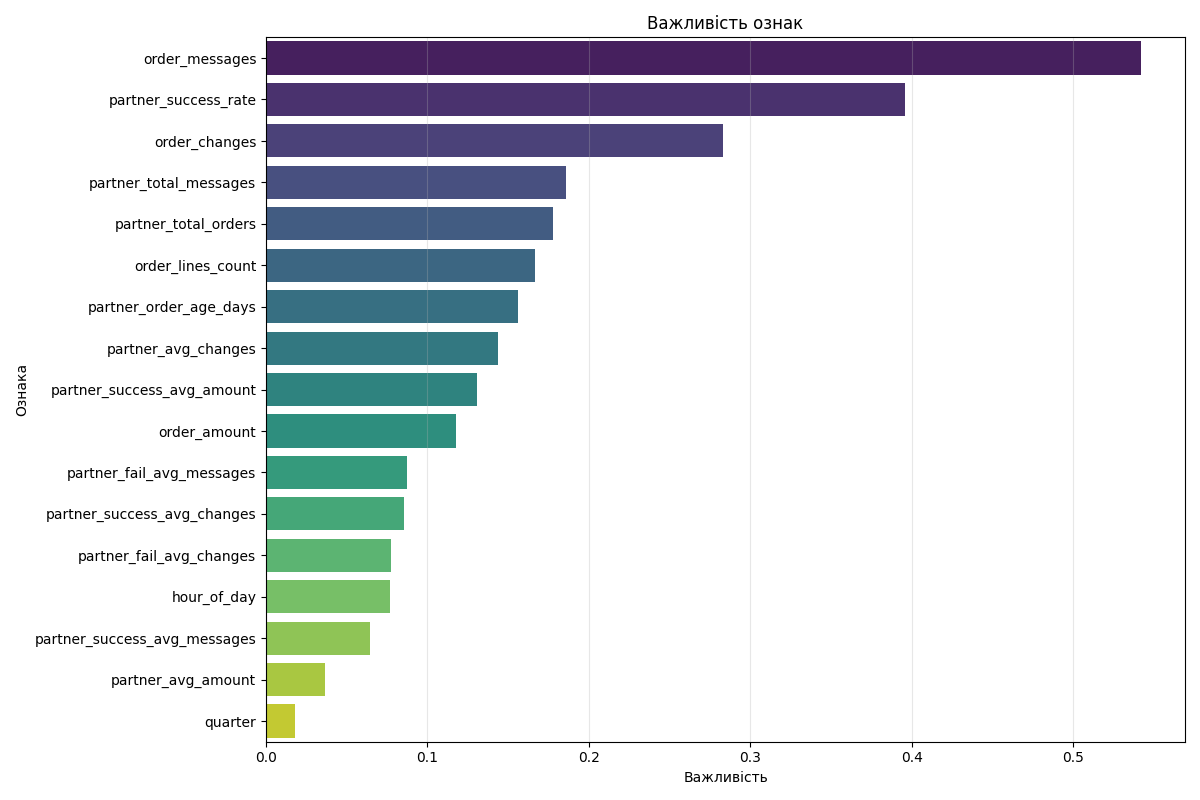 Важливість ознак
order_messages
partner_success_rate
order_changes
partner_total_messages
partner_total_orders
order_lines_count
partner_order_age_days
partner_avg_changes
partner_success_avg_amount
order_amount
partner_fail_avg_messages
partner_success_avg_changes
partner_fail_avg_changes
hour_of_day
partner_success_avg_messages
partner_avg_amount
quarter
Ознака
0.0 0.1 0.2 0.3 0.4 0.5
Важливість